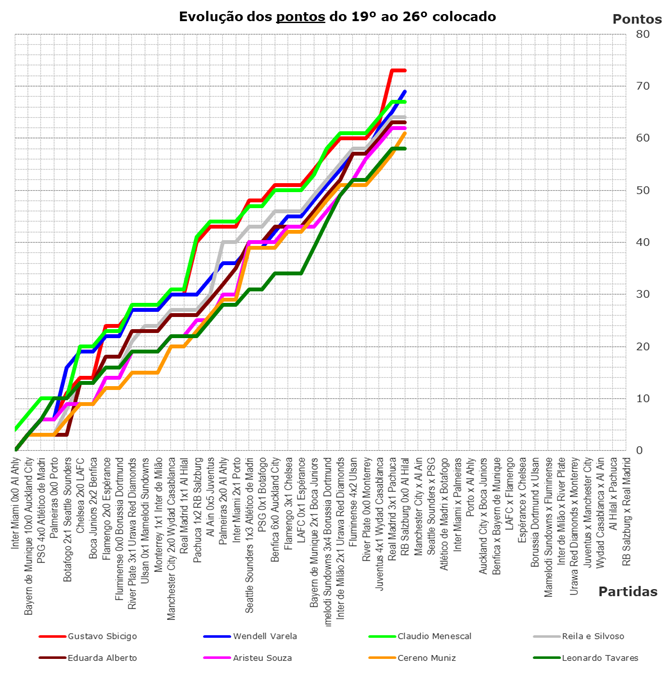 Evolução dos pontos do 19º ao 26º colocado
Pontos
80
70
60
50
40
30
20
10
0
Inter Miami 0x0 Al Ahly
Bayern de Munique 10x0 Auckland City
PSG 4x0 Atlético de Madri
Palmeiras 0x0 Porto
Botafogo 2x1 Seattle Sounders
Chelsea 2x0 LAFC
Boca Juniors 2x2 Benfica
Flamengo 2x0 Espérance
Fluminense 0x0 Borussia Dortmund
River Plate 3x1 Urawa Red Diamonds
Ulsan 0x1 Mamelodi Sundowns
Monterrey 1x1 Inter de Milão
Manchester City 2x0 Wydad Casablanca
Real Madrid 1x1 Al Hilal
Pachuca 1x2 RB Salzburg
Al Ain 0x5 Juventus
Palmeiras 2x0 Al Ahly
Inter Miami 2x1 Porto
Seattle Sounders 1x3 Atlético de Madri
PSG 0x1 Botafogo
Benfica 6x0 Auckland City
Flamengo 3x1 Chelsea
LAFC 0x1 Espérance
Bayern de Munique 2x1 Boca Juniors
amelodi Sundowns 3x4 Borussia Dortmund
Inter de Milão 2x1 Urawa Red Diamonds
Fluminense 4x2 Ulsan
River Plate 0x0 Monterrey
Juventus 4x1 Wydad Casablanca
Real Madrid 3x1 Pachuca
RB Salzburg 0x0 Al Hilal
Manchester City x Al Ain
Seattle Sounders x PSG
Atlético de Madri x Botafogo
Inter Miami x Palmeiras
Porto x Al Ahly
Auckland City x Boca Juniors
Benfica x Bayern de Munique
LAFC x Flamengo
Espérance x Chelsea
Borussia Dortmund x Ulsan
Mamelodi Sundowns x Fluminense
Inter de Milão x River Plate
Urawa Red Diamonds x Monterrey
Juventus x Manchester City
Wydad Casablanca x Al Ain
Al Hilal x Pachuca
RB Salzburg x Real Madrid
Partidas
Gustavo Sbicigo
Wendell Varela
Claudio Menescal
Reila e Silvoso
Eduarda Alberto
Aristeu Souza
Cereno Muniz
Leonardo Tavares